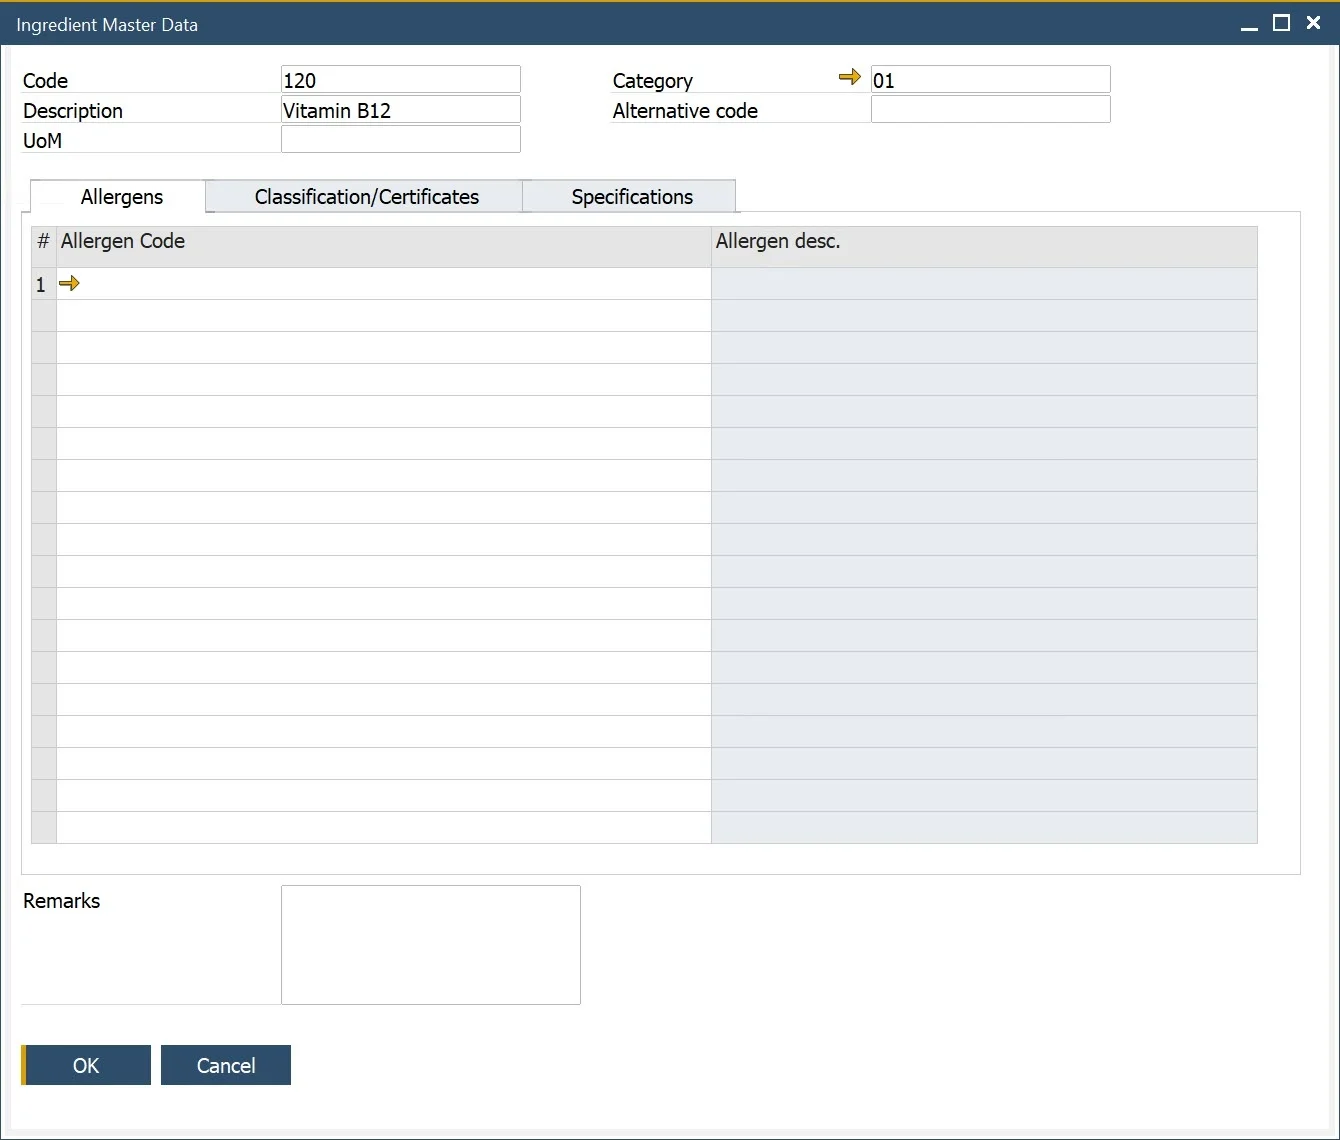 Ingredient Master Data
Code 120 Category 01
Description Vitamin B12 Alternative code
UoM
Allergens Classification/Certificates Specifications
# Allergen Code Allergen desc.
1
Remarks
OK Cancel